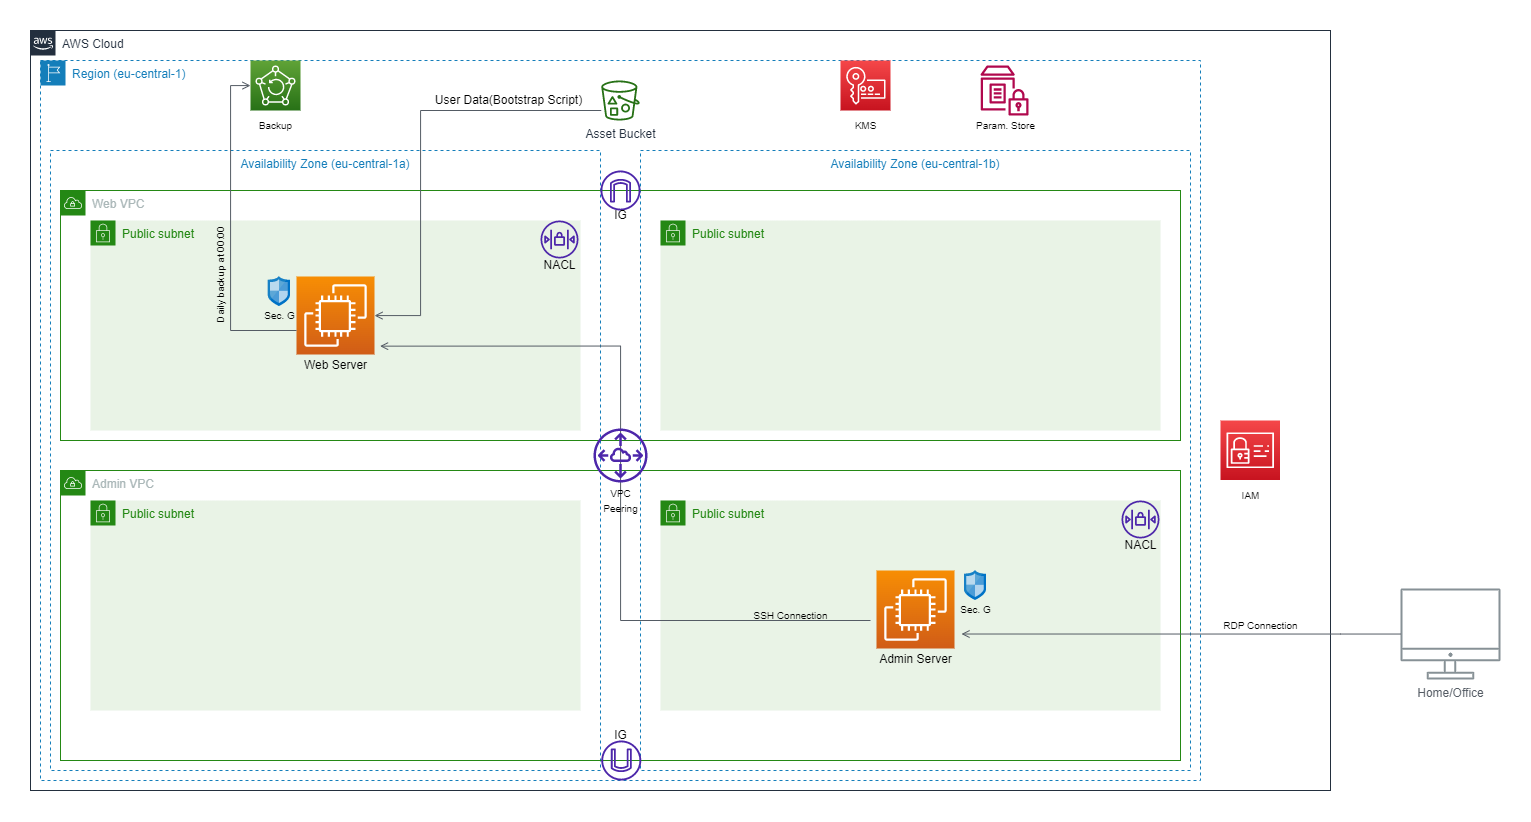 aws
AWS Cloud
Region (eu-central-1)
Backup
User Data(Bootstrap Script)
Asset Bucket
KMS
Param. Store
Availability Zone (eu-central-1a)
Availability Zone (eu-central-1b)
Web VPC
IG
Public subnet
NACL
Public subnet
Daily backup at 00:00
Sec. G
Web Server
Admin VPC
VPC
Peering
IAM
Public subnet
Public subnet
NACL
Sec. G
SSH Connection
Admin Server
RDP Connection
Home/Office
IG